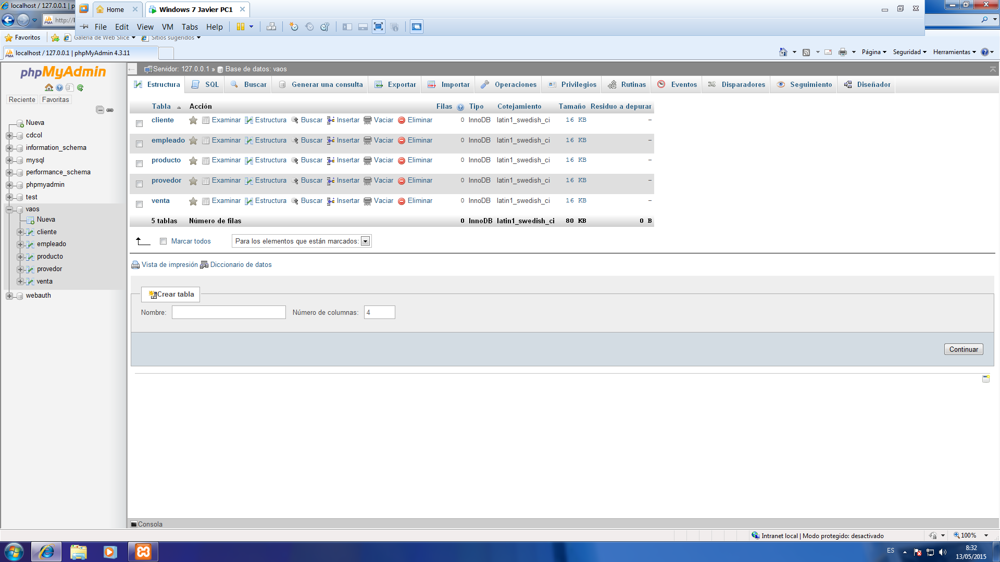 localhost / 127.0.0.1 | p
Home
Windows 7 Javier PC1
http://l
File Edit View VM Tabs Help
Favoritos
Galería de Web Slice
Sitios sugeridos
localhost / 127.0.0.1 | phpMyAdmin 4.3.11
Página Seguridad Herramientas
phpMyAdmin
Reciente Favoritas
Nueva
cdcol
information_schema
mysql
performance_schema
phpmyadmin
test
vaos
Nueva
cliente
empleado
producto
provedor
venta
webauth
Servidor: 127.0.0.1 » Base de datos: vaos
Estructura SQL Buscar Generar una consulta Exportar Importar Operaciones Privilegios Rutinas Eventos Disparadores Seguimiento Diseñador
Tabla Acción Filas Tipo Cotejamiento Tamaño Residuo a depurar
cliente Examinar Estructura Buscar Insertar Vaciar Eliminar 0 InnoDB latin1_swedish_ci 16 KB –
empleado Examinar Estructura Buscar Insertar Vaciar Eliminar 0 InnoDB latin1_swedish_ci 16 KB –
producto Examinar Estructura Buscar Insertar Vaciar Eliminar 0 InnoDB latin1_swedish_ci 16 KB –
provedor Examinar Estructura Buscar Insertar Vaciar Eliminar 0 InnoDB latin1_swedish_ci 16 KB –
venta Examinar Estructura Buscar Insertar Vaciar Eliminar 0 InnoDB latin1_swedish_ci 16 KB –
5 tablas Número de filas 0 InnoDB latin1_swedish_ci 80 KB 0 B
Marcar todos Para los elementos que están marcados:
Vista de impresión Diccionario de datos
Crear tabla
Nombre: Número de columnas: 4
Continuar
Consola
Intranet local | Modo protegido: desactivado
100%
ES
8:32
13/05/2015